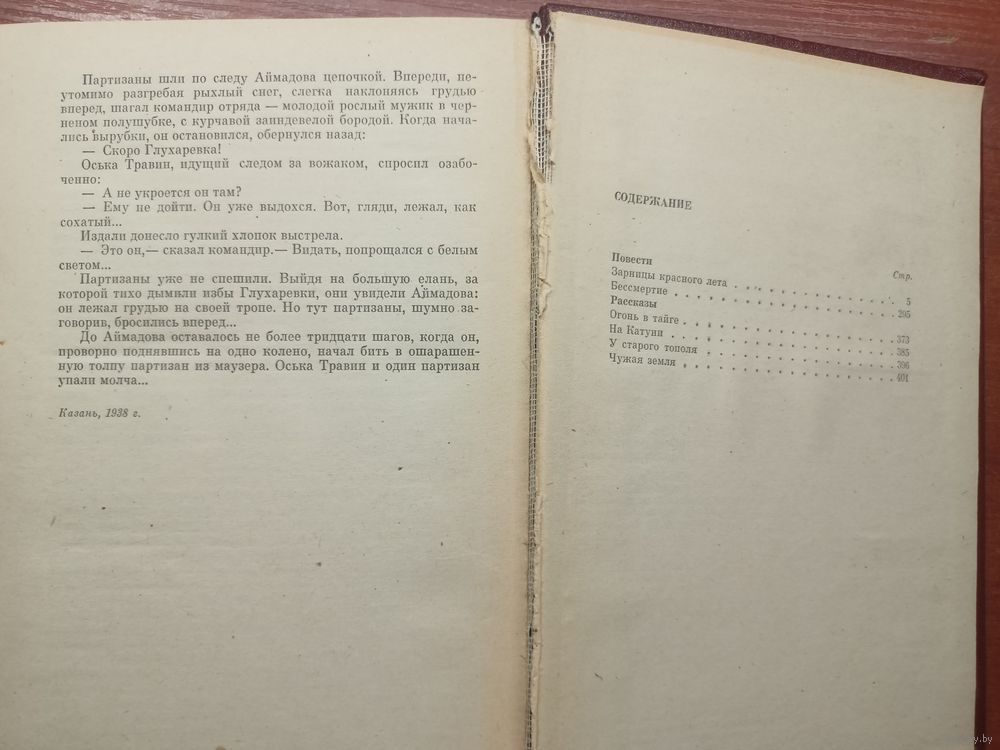 Партизаны шли по следу Аймадова цепочкой. Впереди, не-
утомимо разгребая рыхлый снег, слегка наклоняясь грудью
вперед, шагал командир отряда — молодой рослый мужик в чер-
неном полушубке, с курчавой заиндевелой бородой. Когда нача-
лись вырубки, он остановился, обернулся назад:
— Скоро Глухаревка!
Оська Травин, идущий следом за вожаком, спросил озабо-
ченно:
— А не укроется он там?
— Ему не дойти. Он уже выдохся. Вот, гляди, лежал, как
сохатый...
Издали донесло гулкий хлопок выстрела.
— Это он,— сказал командир.— Видать, попрощался с белым
светом...
Партизаны уже не спешили. Выйдя на большую елань, за
которой тихо дымили избы Глухаревки, они увидели Аймадова:
он лежал грудью на своей тропе. Но тут партизаны, шумно за-
говорив, бросились вперед...
До Аймадова оставалось не более тридцати шагов, когда он,
проворно поднявшись на одно колено, начал бить в ошарашен-
ную толпу партизан из маузера. Оська Травин и один партизан
упали молча...
Казань, 1938 г.
СОДЕРЖАНИЕ
Стр.
Повести
Зарницы красного лета 5
Бессмертие 295
Рассказы
Огонь в тайге 373
На Катуни 385
У старого тополя 396
Чужая земля 401